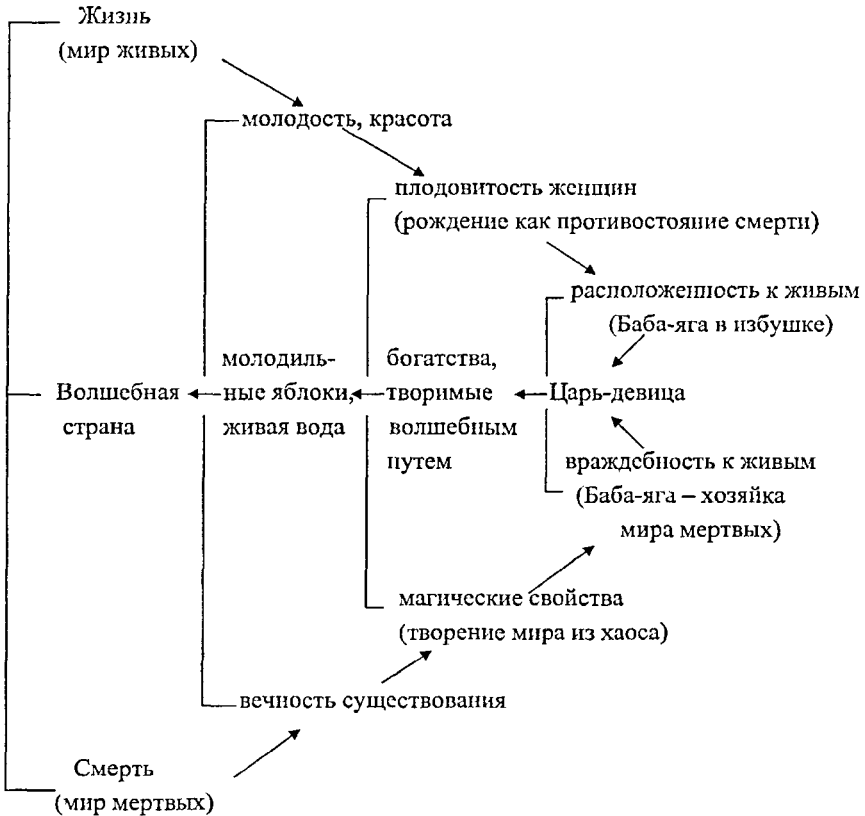 Жизнь
(мир живых)
молодость, красота
плодовитость женщин
(рождение как противостояние смерти)
расположенность к живым
(Баба-яга в избушке)
Волшебная
страна
молодиль-
ные яблоки,
живая вода
богатства,
творимые
волшебным
путем
Царь-девица
враждебность к живым
(Баба-яга – хозяйка
мира мертвых)
магические свойства
(творение мира из хаоса)
вечность существования
Смерть
(мир мертвых)